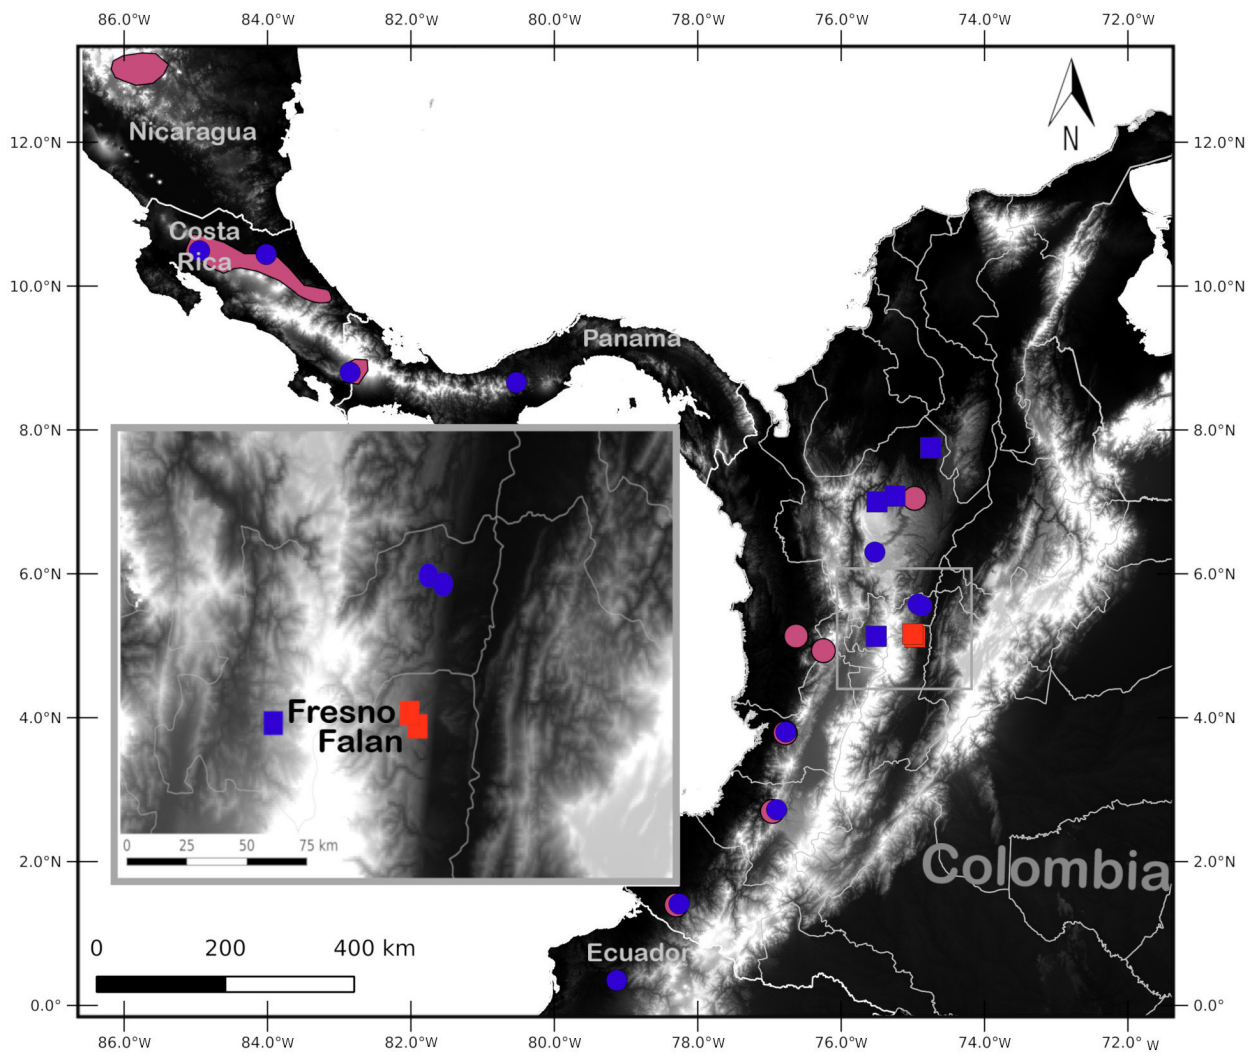 86.0°W 84.0°W 82.0°W 80.0°W 78.0°W 76.0°W 74.0°W 72.0°W
N
12.0°N Nicaragua 12.0°N
Costa
Rica
10.0°N 10.0°N
Panama
8.0°N 8.0°N
6.0°N 6.0°N
Fresno
4.0°N 4.0°N
Falan
0 25 50 75 km
2.0°N Colombia 2.0°N
0 200 400 km
Ecuador
0.0° 0.0°
86.0°W 84.0°W 82.0°W 80.0°W 78.0°W 76.0°W 74.0°W 72.0° W